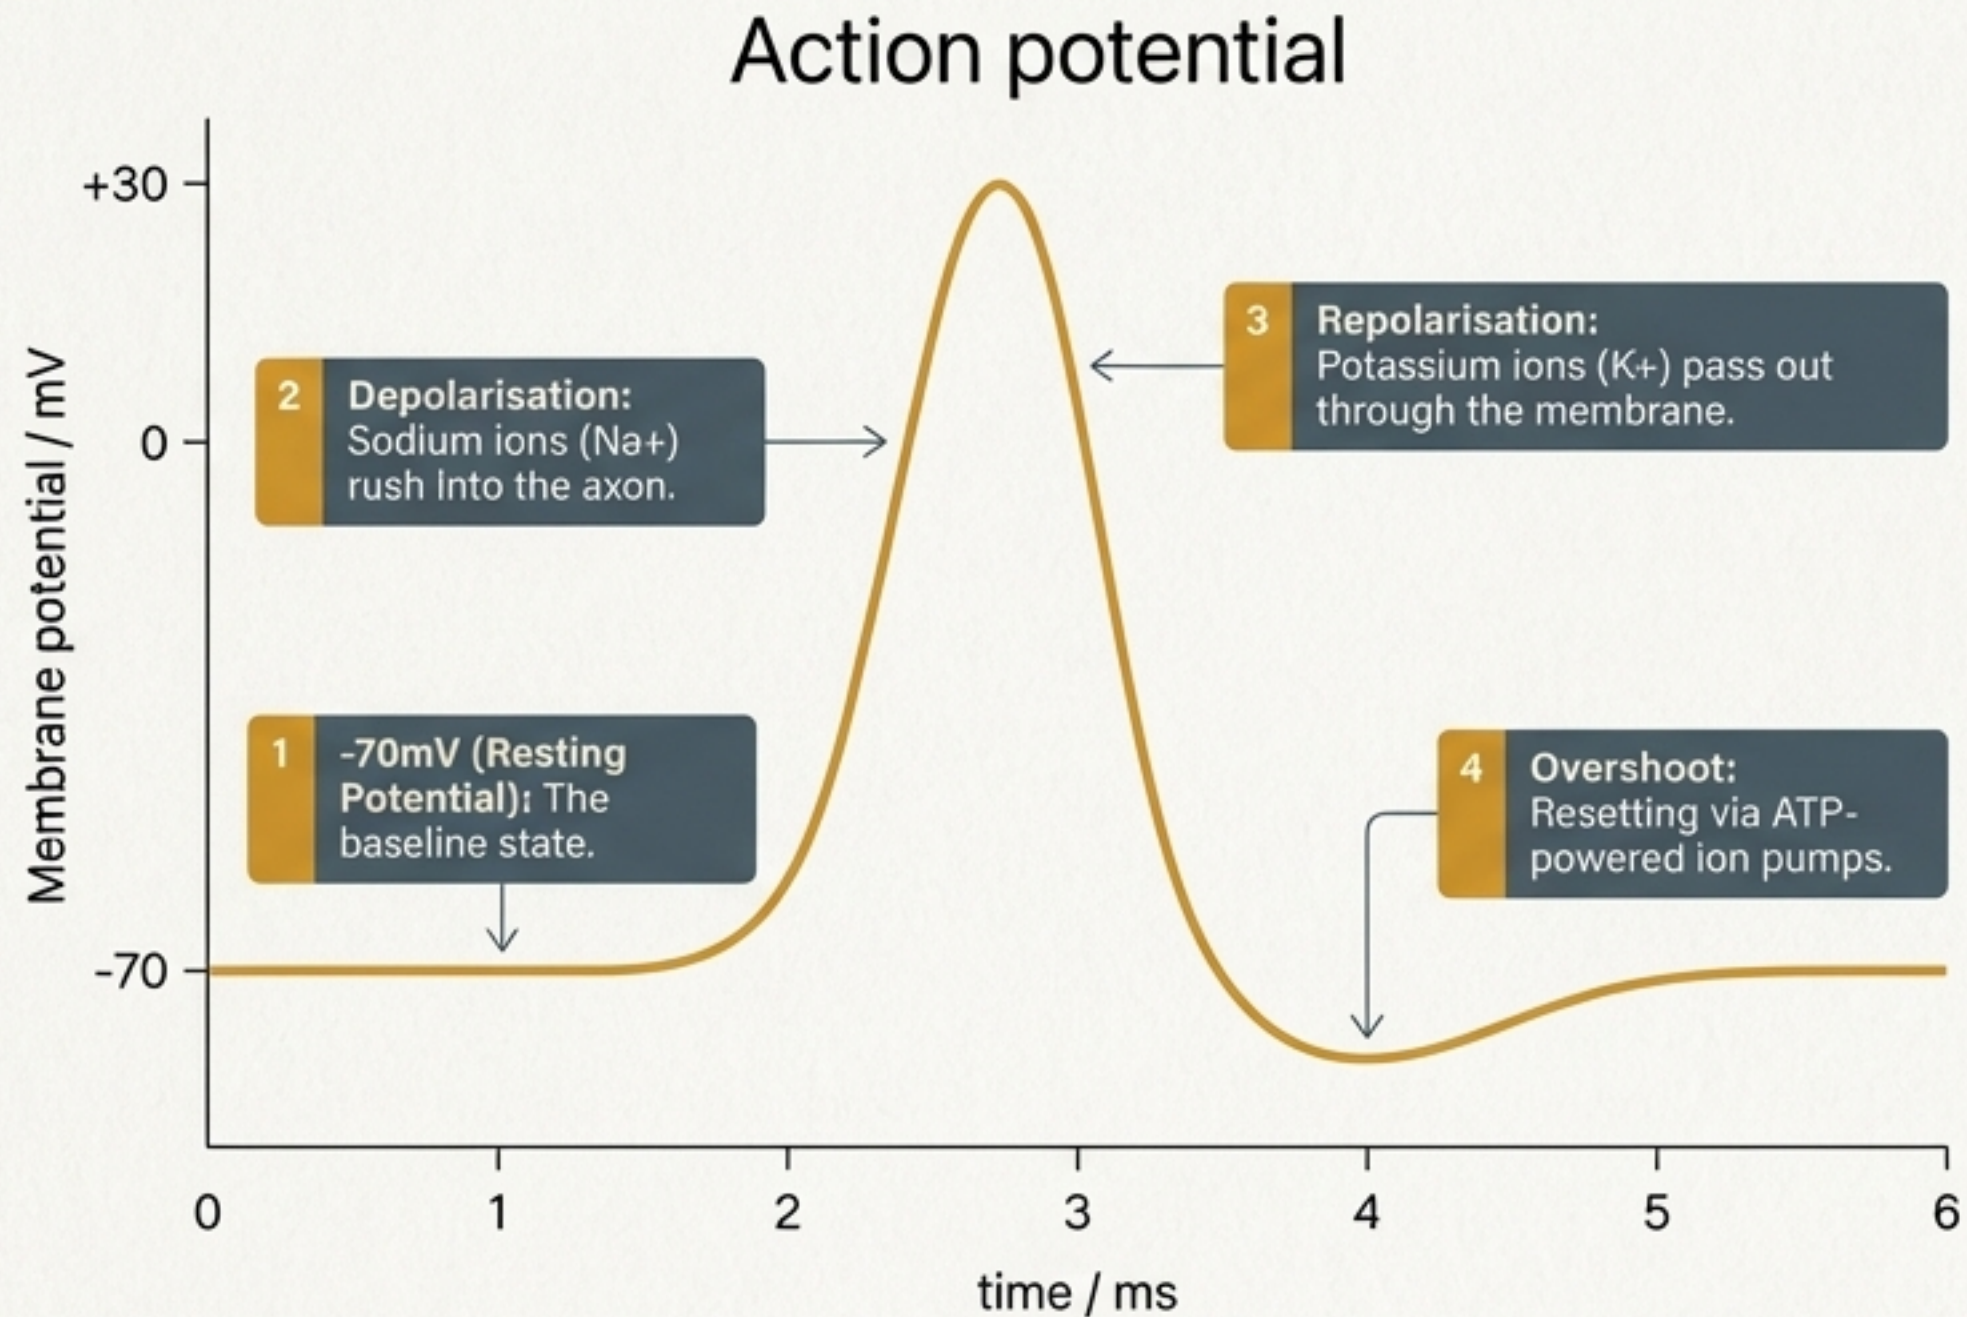 Action potential
+30
0
-70
Membrane potential / mV
2
Depolarisation:
Sodium ions (Na+)
rush into the axon.
3
Repolarisation:
Potassium ions (K+) pass out
through the membrane.
1
-70mV (Resting
Potential): The
baseline state.
4
Overshoot:
Resetting via ATP-
powered ion pumps.
0 1 2 3 4 5 6
time / ms